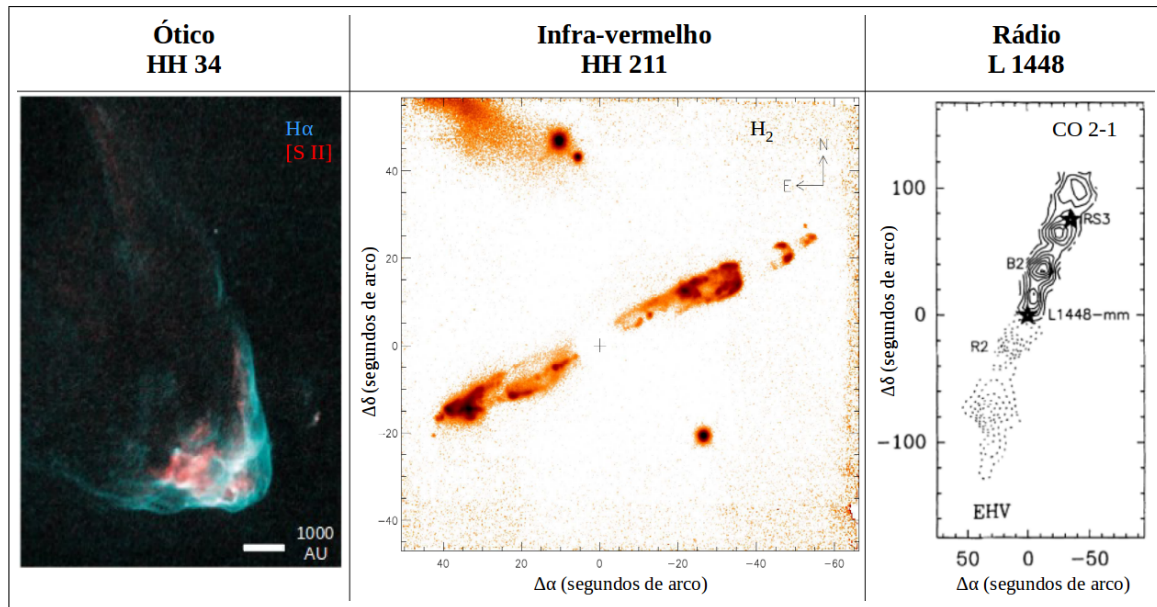 Ótico
HH 34
Infra-vermelho
HH 211
Rádio
L 1448
Hα
[S II]
1000
AU
H2
N
E
40
20
0
−20
−40
Δδ (segundos de arco)
40
20
0
−20
−40
−60
Δα (segundos de arco)
CO 2-1
100
0
−100
Δδ (segundos de arco)
IRS3
B2
L1448−mm
R2
EHV
50
0
−50
Δα (segundos de arco)